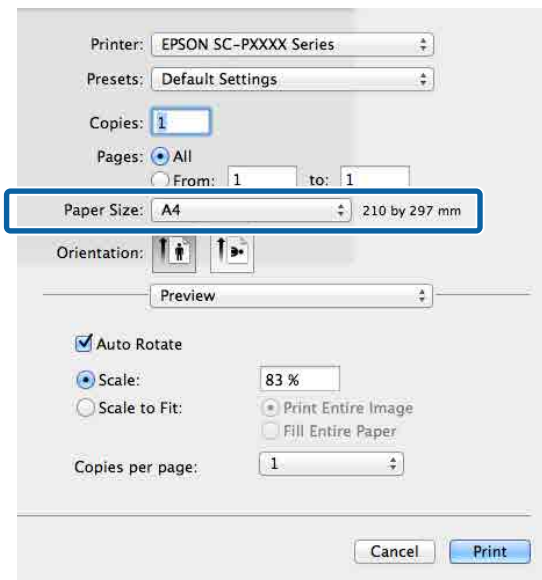 Printer: EPSON SC-PXXXX Series
Presets: Default Settings
Copies: 1
Pages: All
From: 1 to: 1
Paper Size: A4 210 by 297 mm
Orientation:
Preview
Auto Rotate
Scale: 83 %
Scale to Fit: Print Entire Image
Fill Entire Paper
Copies per page: 1
Cancel Print